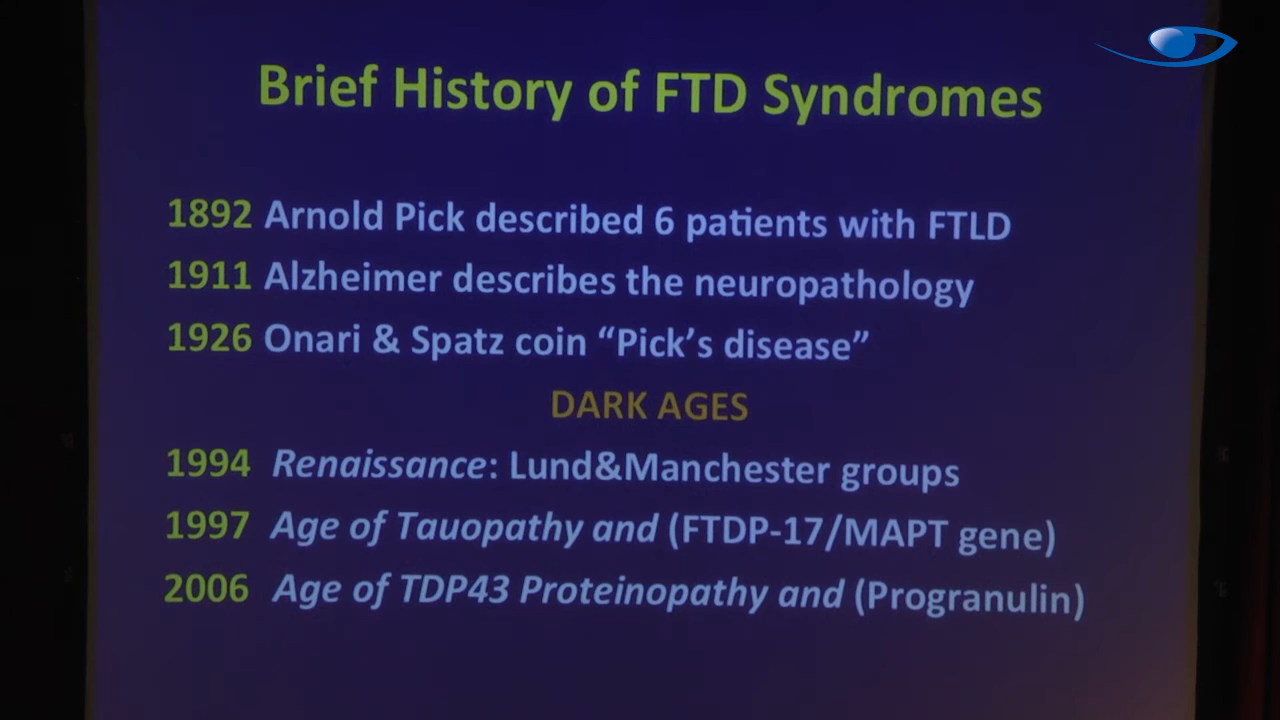 Brief History of FTD Syndromes
1892 Arnold Pick described 6 patients with FTLD
1911 Alzheimer describes the neuropathology
1926 Onari & Spatz coin “Pick’s disease”
DARK AGES
1994 Renaissance: Lund&Manchester groups
1997 Age of Tauopathy and (FTDP-17/MAPT gene)
2006 Age of TDP43 Proteinopathy and (Progranulin)